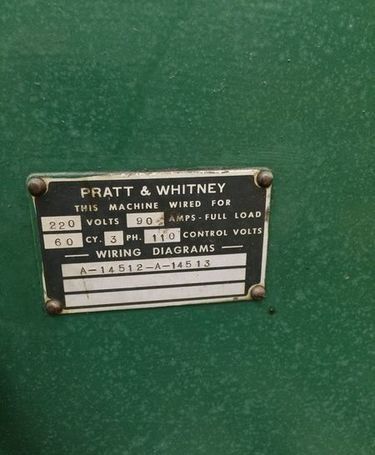 PRATT & WHITNEY
THIS MACHINE WIRED FOR
220 VOLTS 90 AMPS-FULL LOAD
60 CY. 3 PH. 110 CONTROL VOLTS
WIRING DIAGRAMS
A-14512-A-14513